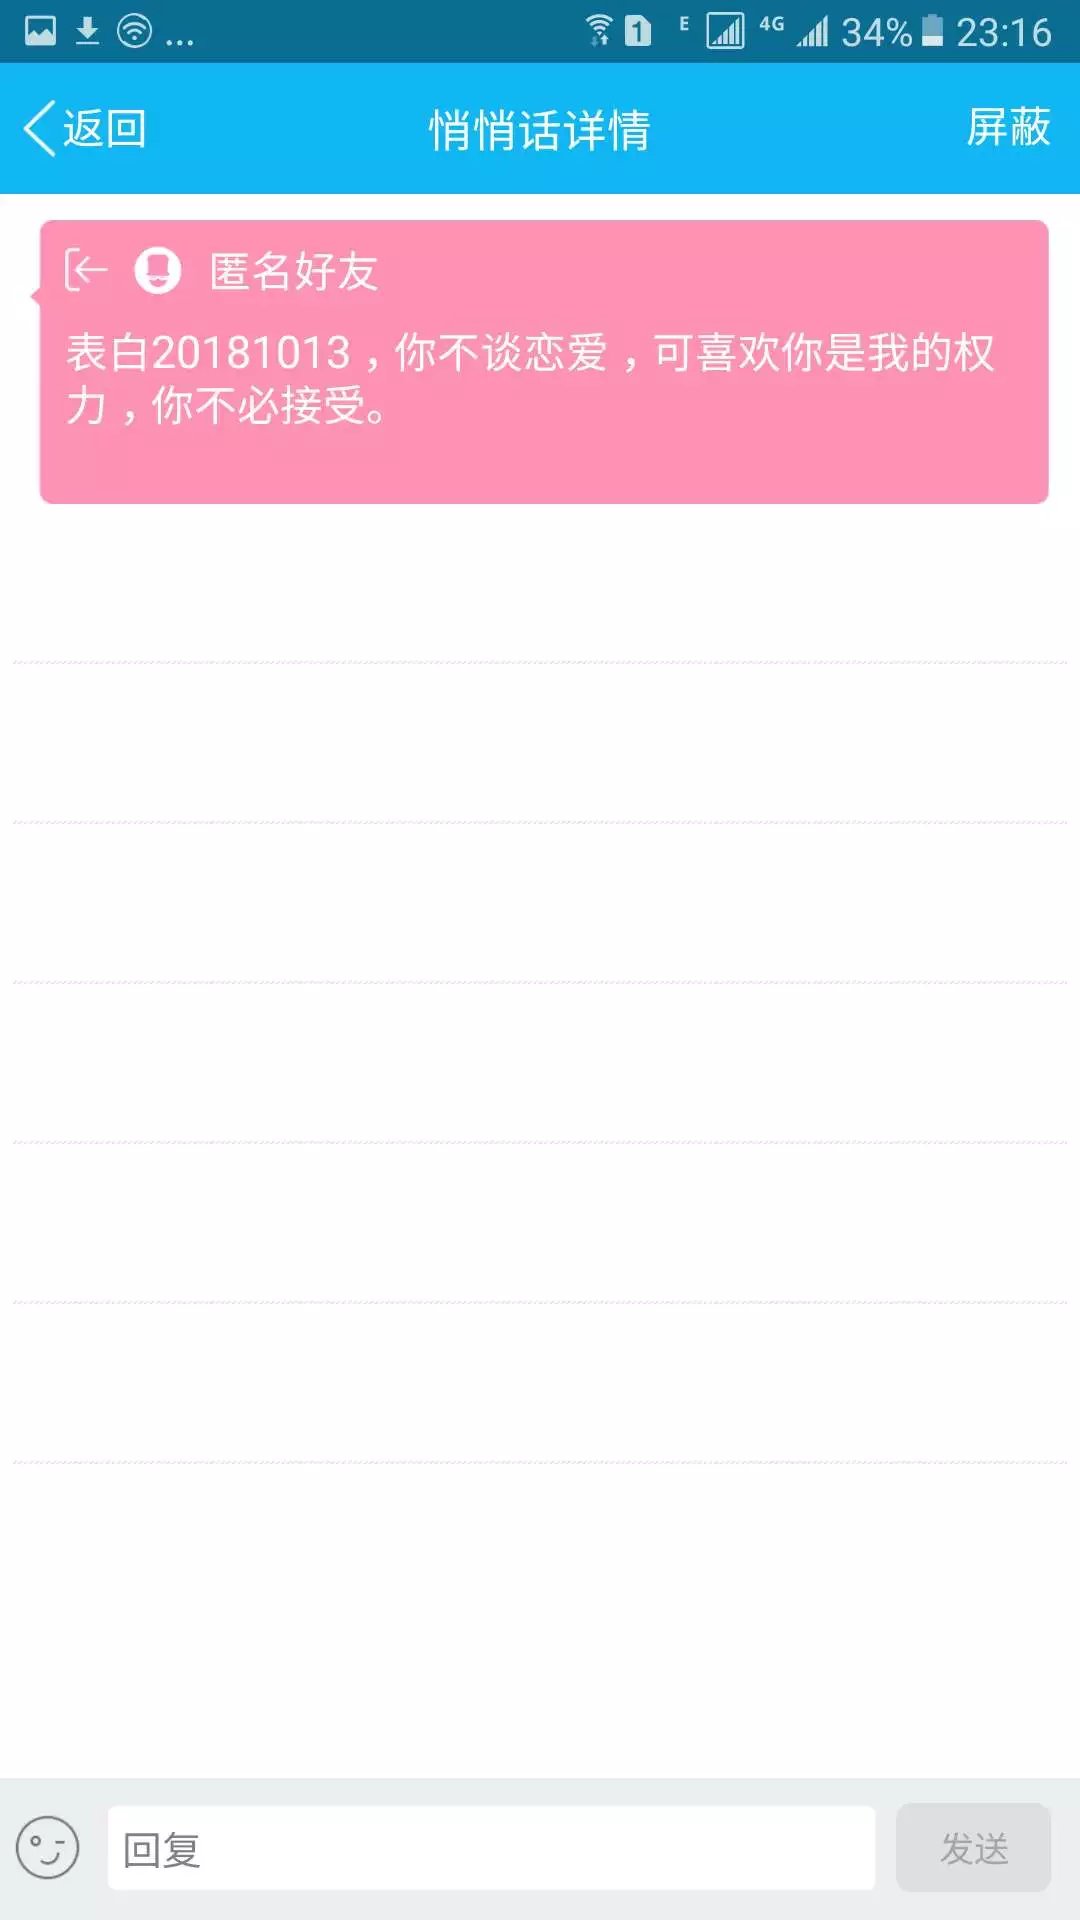 ... 1 E 4G 34% 23:16
返回 悄悄话详情 屏蔽
匿名好友
表白20181013，你不谈恋爱，可喜欢你是我的权
力，你不必接受。
回复 发送